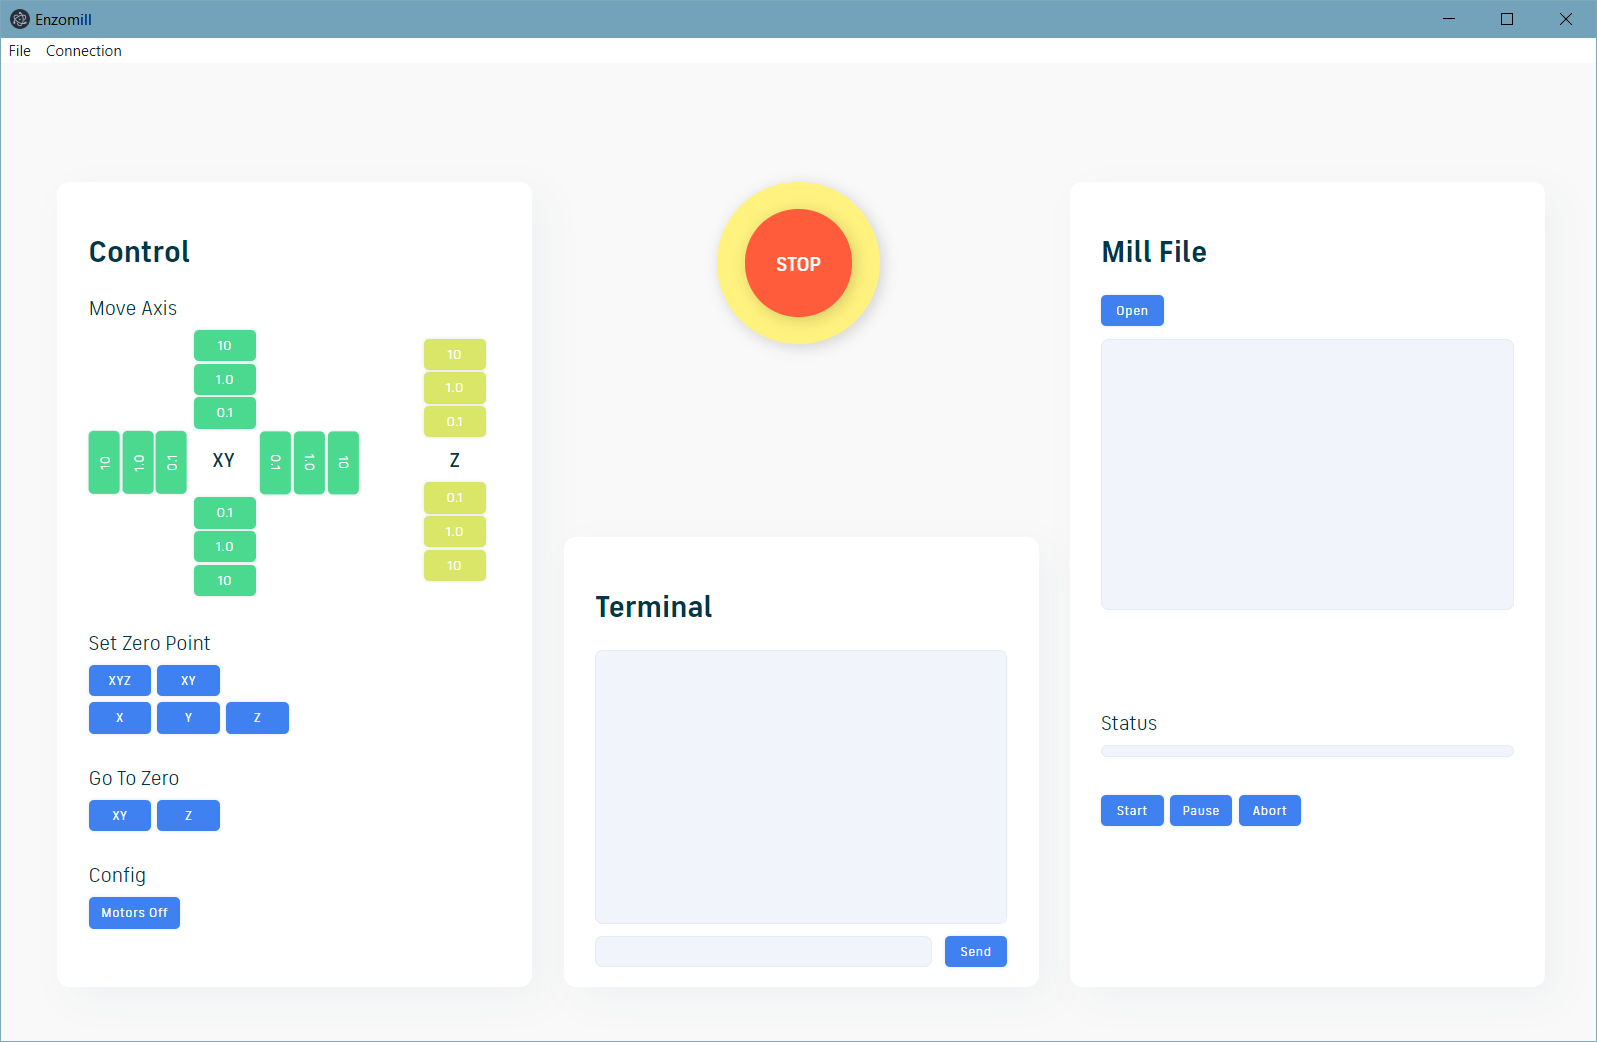 Enzomill
File Connection
Control
Move Axis
10
1.0
0.1
10 1.0 0.1 XY 0.1 1.0 10
0.1
1.0
10
10
1.0
0.1
Z
0.1
1.0
10
Set Zero Point
XYZ XY
X Y Z
Go To Zero
XY Z
Config
Motors Off
STOP
Terminal
Send
Mill File
Open
Status
Start Pause Abort